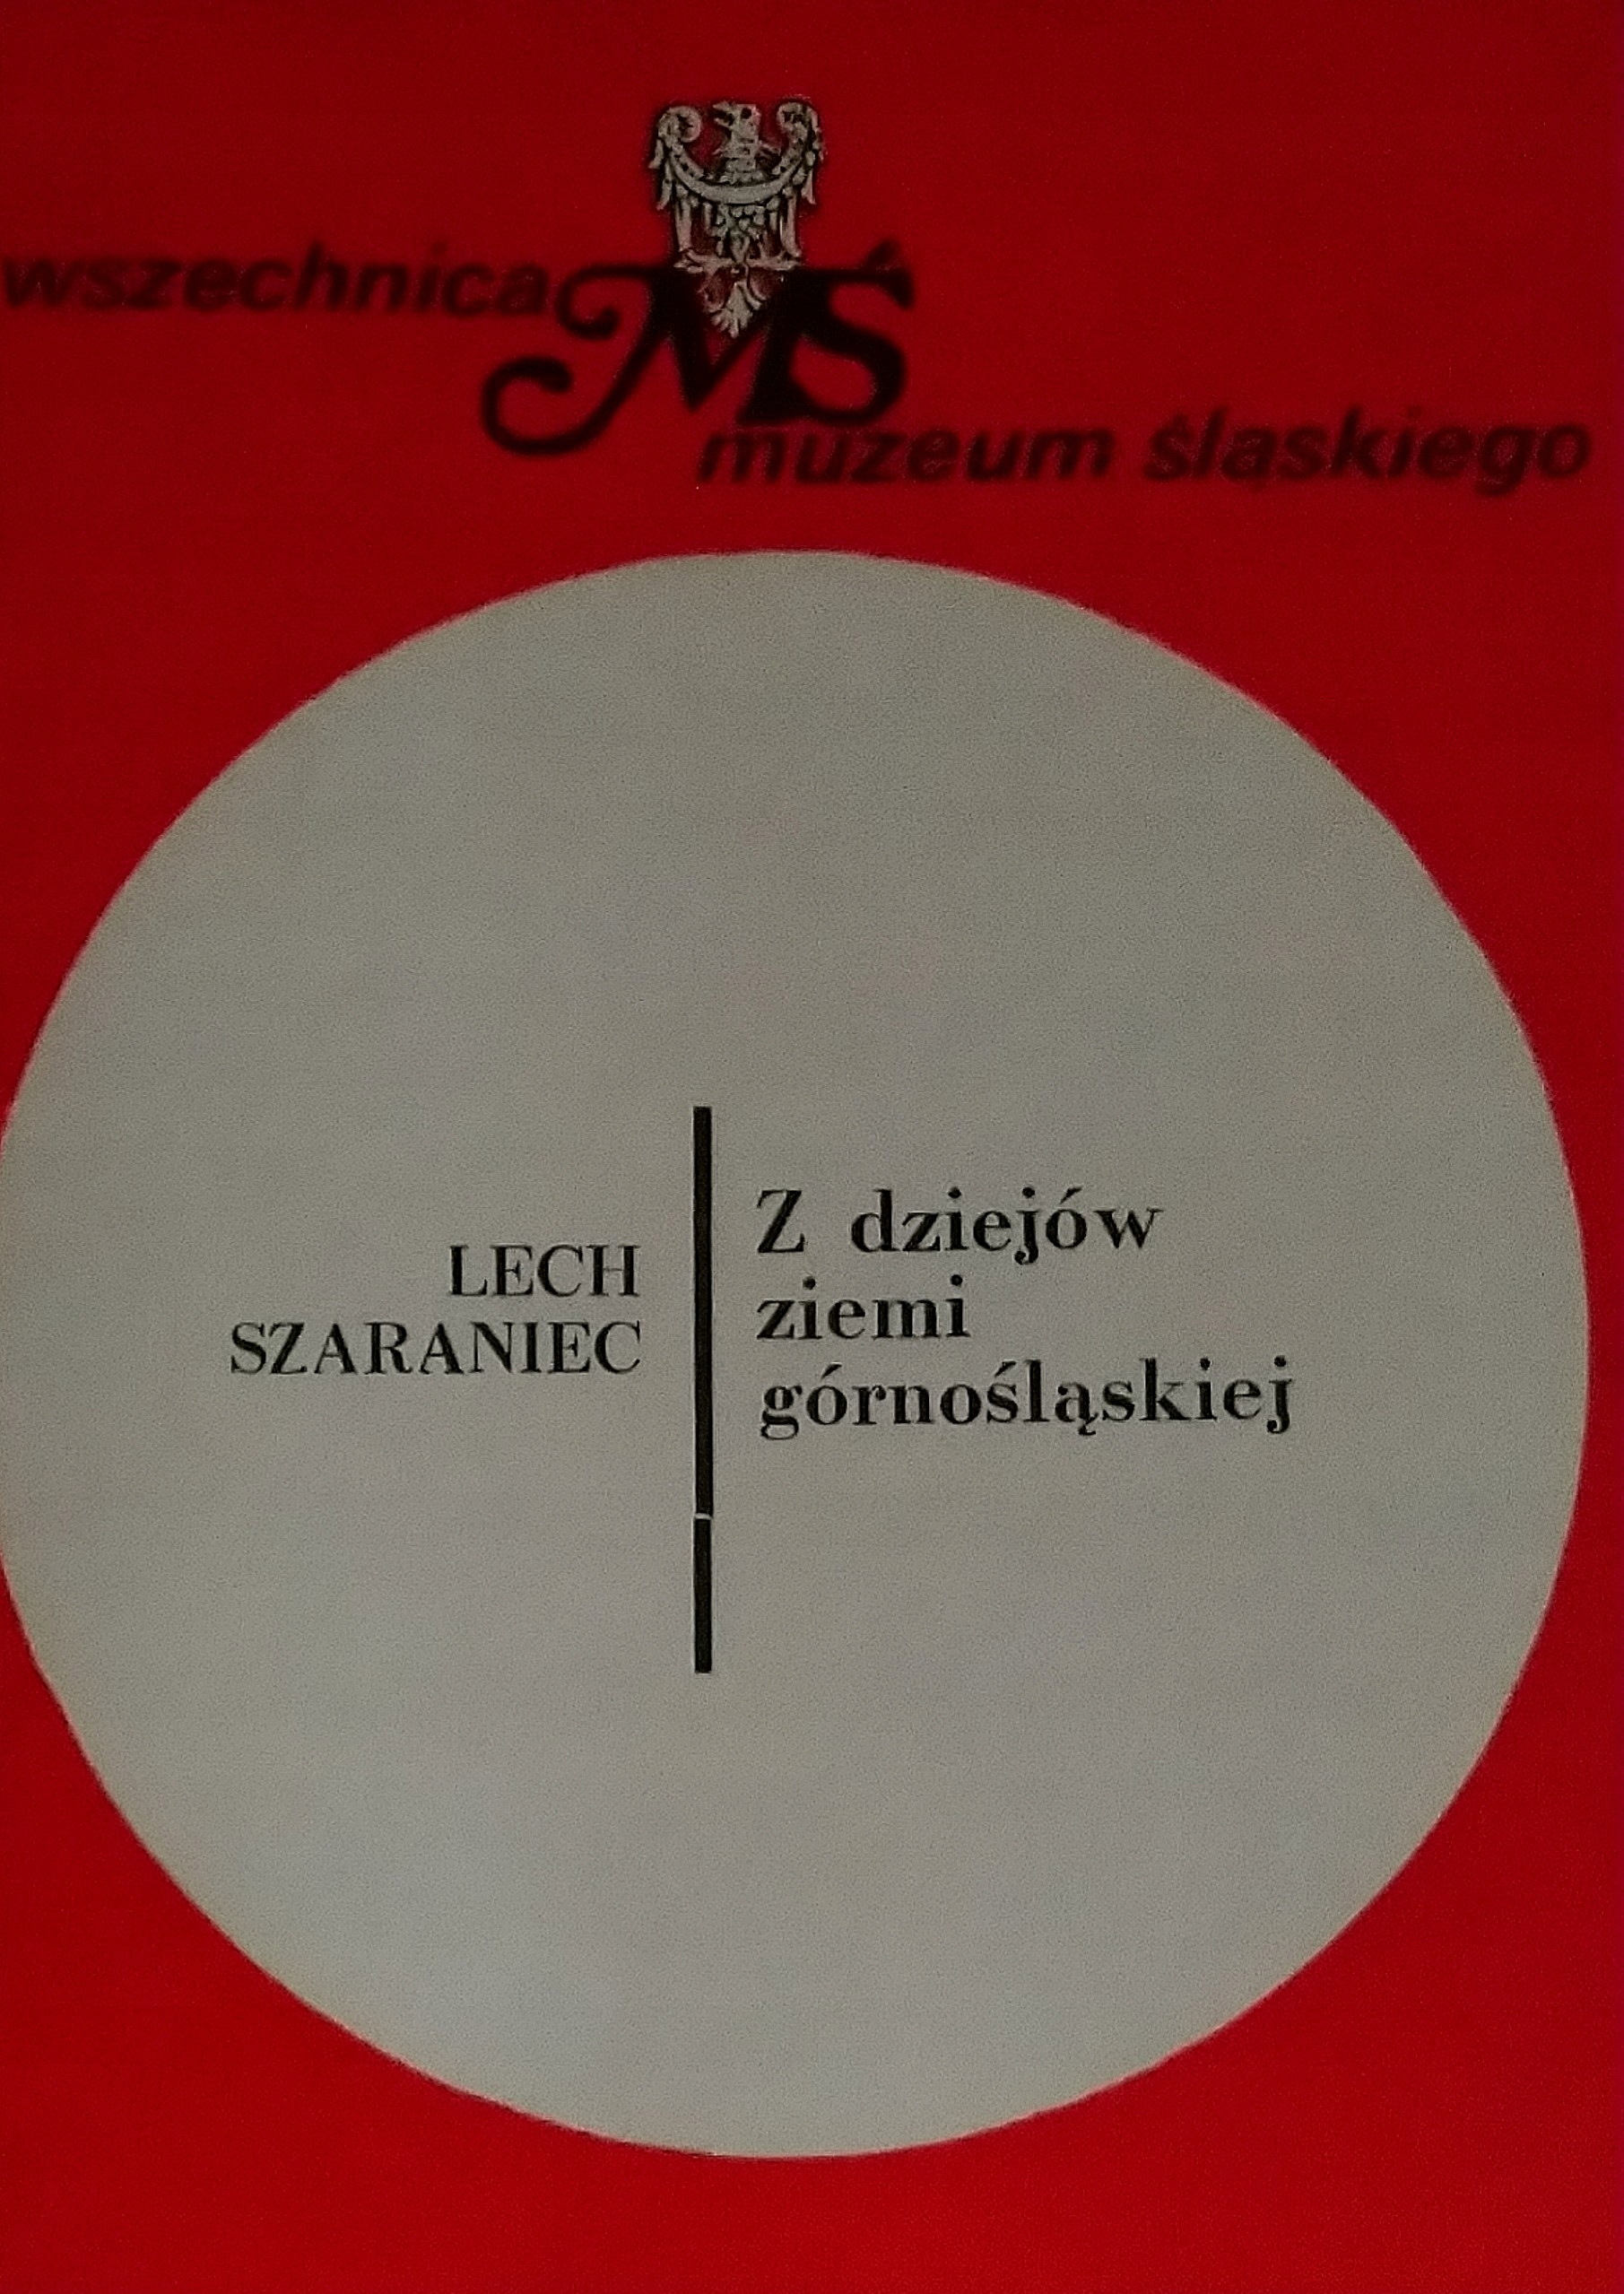 wszechnica
MŚ
muzeum śląskiego
LECH
SZARANIEC
Z dziejów
ziemi
górnośląskiej